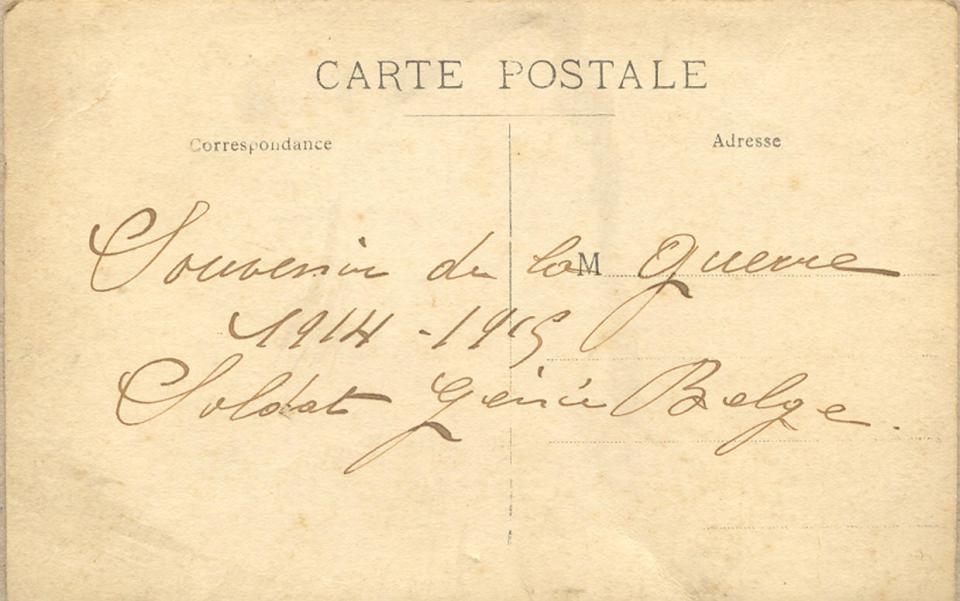 CARTE POSTALE
Correspondance Adresse
Souvenir de la M Guerre
1914-1915
Soldat Génie Belge.